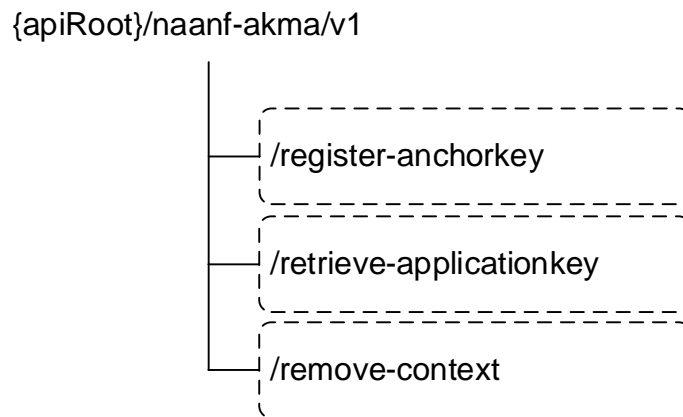 {apiRoot}/naanf-akma/v1
/register-anchorkey
/retrieve-applicationkey
/remove-context